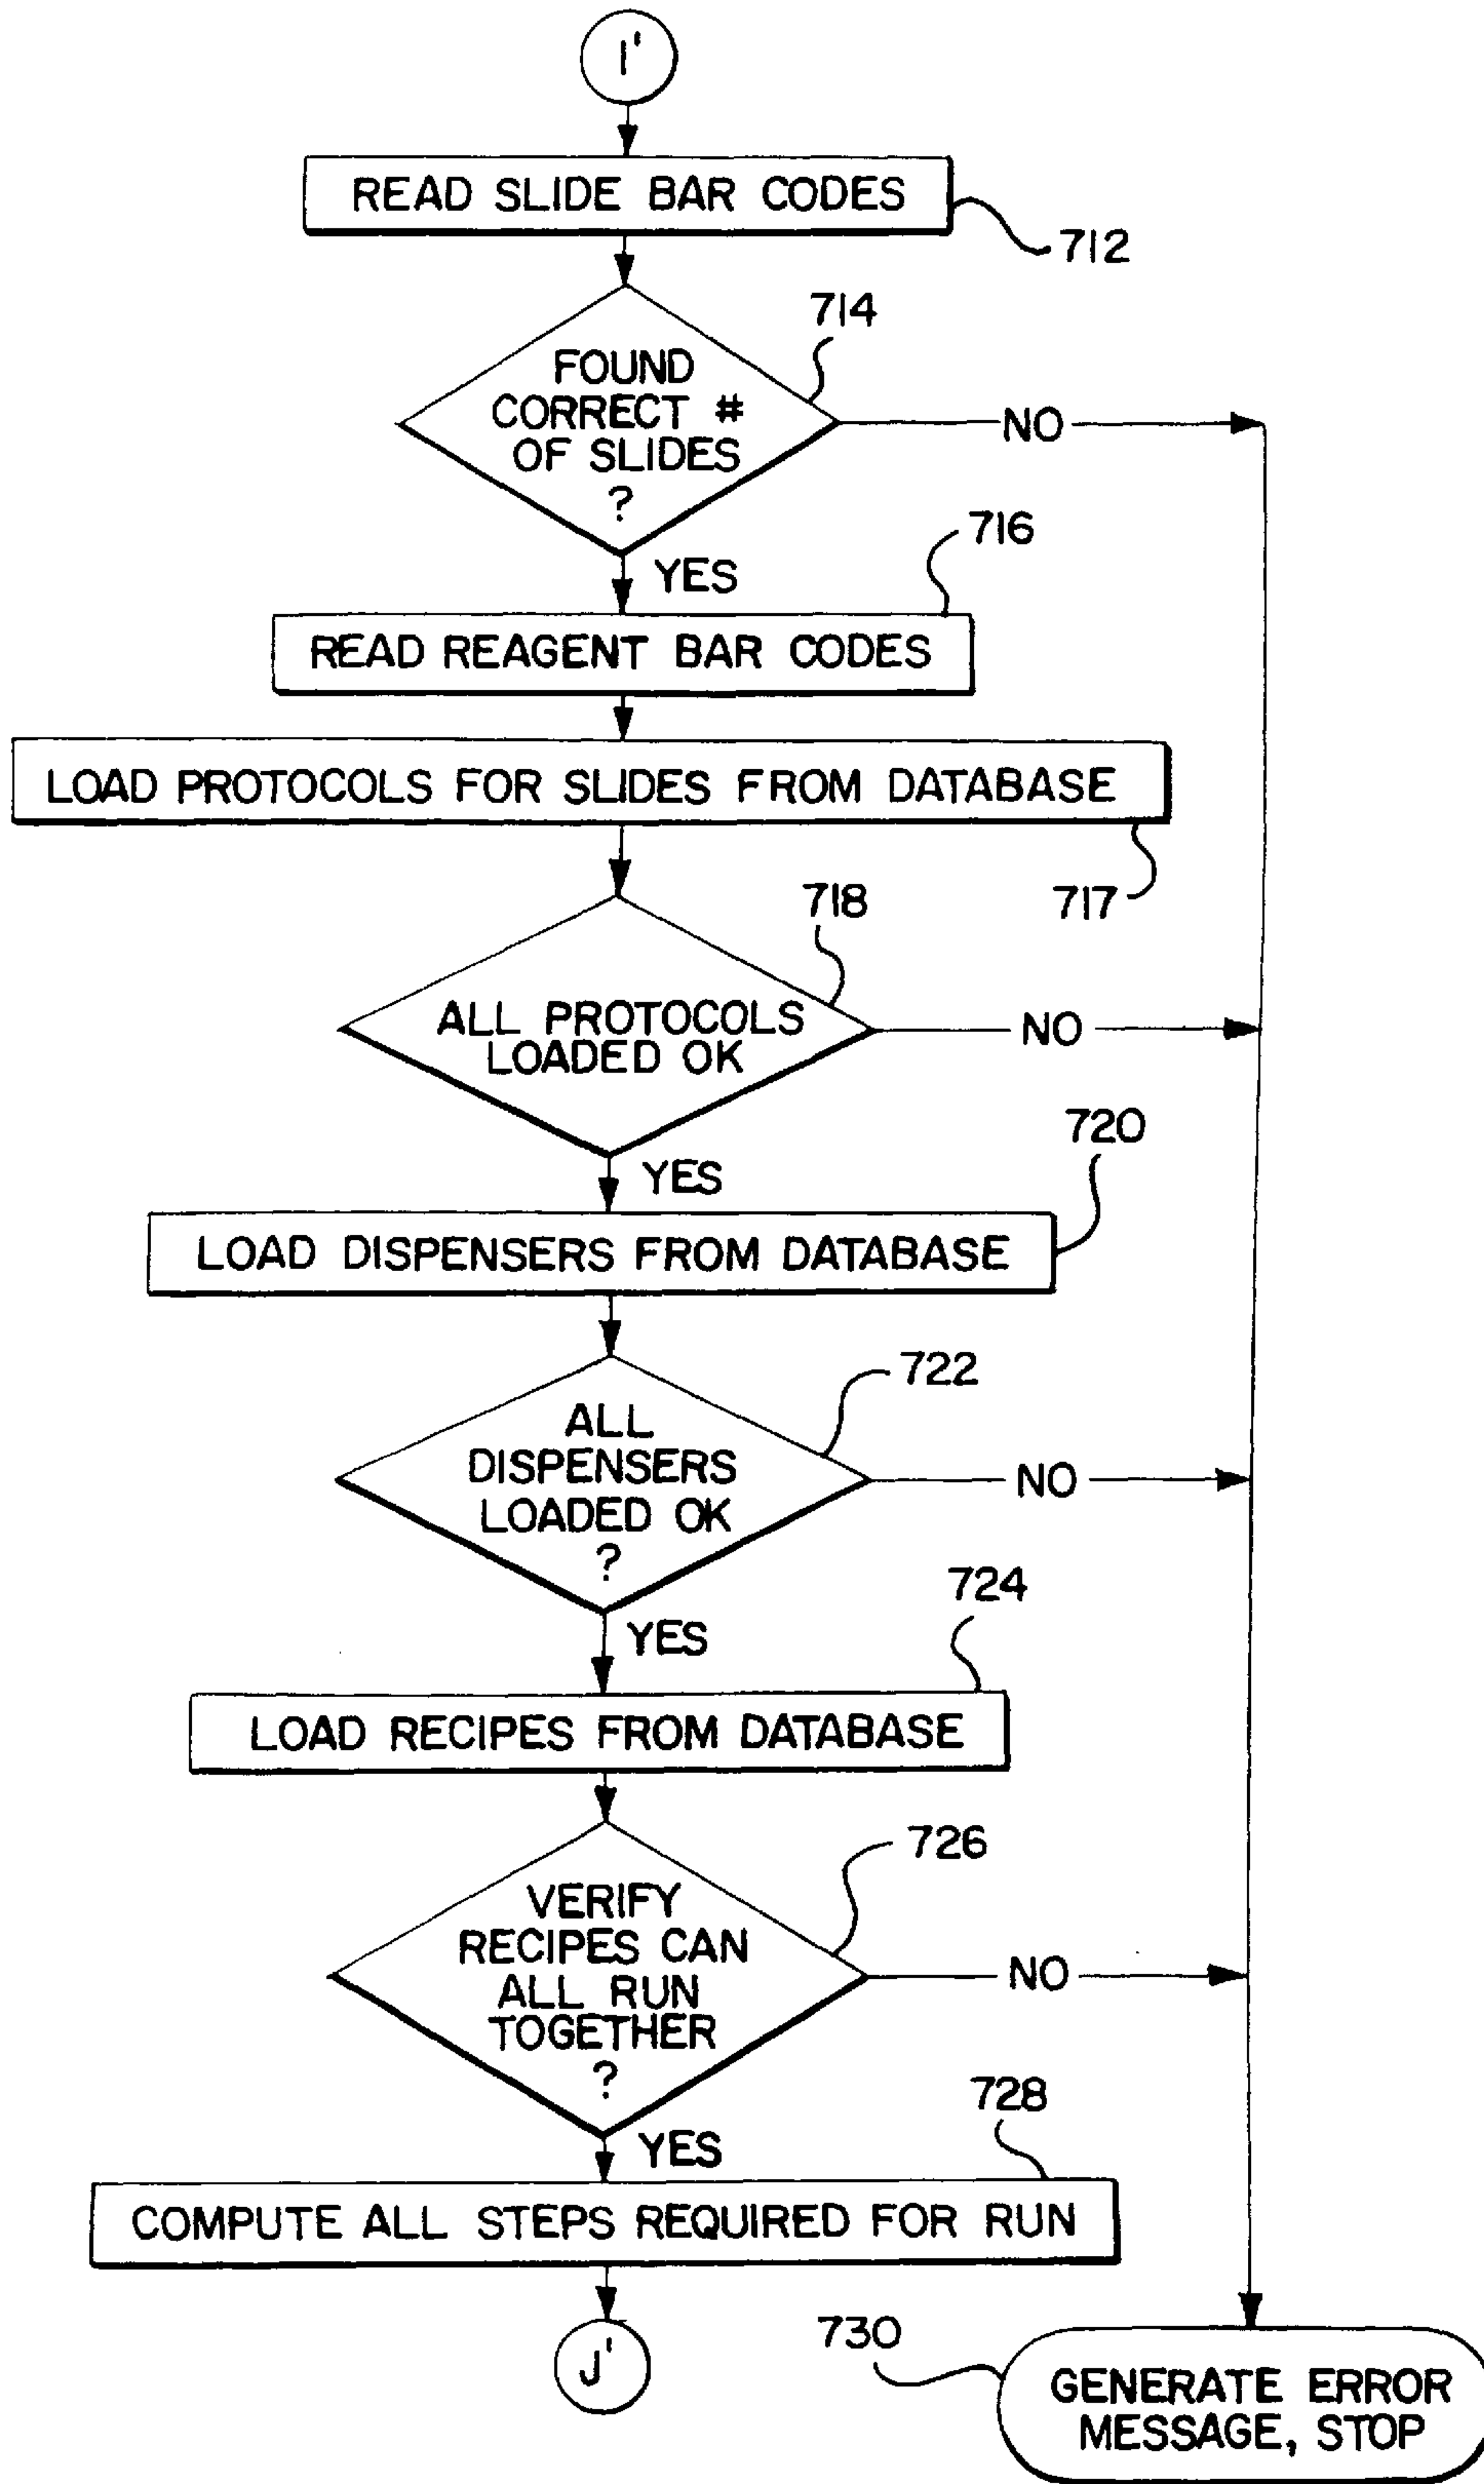 I'
READ SLIDE BAR CODES
712
714
FOUND
CORRECT #
OF SLIDES
?
NO
YES
716
READ REAGENT BAR CODES
LOAD PROTOCOLS FOR SLIDES FROM DATABASE
717
718
ALL PROTOCOLS
LOADED OK
NO
YES
720
LOAD DISPENSERS FROM DATABASE
722
ALL
DISPENSERS
LOADED OK
?
NO
YES
724
LOAD RECIPES FROM DATABASE
726
VERIFY
RECIPES CAN
ALL RUN
TOGETHER
?
NO
YES
728
COMPUTE ALL STEPS REQUIRED FOR RUN
J'
730
GENERATE ERROR
MESSAGE, STOP